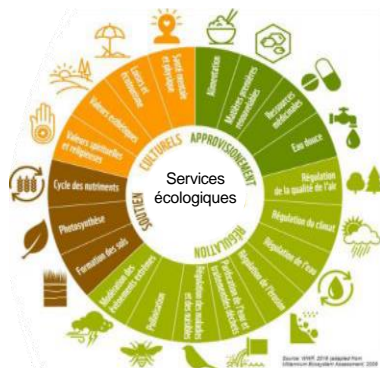 Services
écologiques
CULTURELS
APPROVISIONEMENT
RÉGULATION
SOUTIEN
Alimentation
Matières premières
renouvelables
Ressources
médicinales
Eau douce
Régulation
de la qualité de l'air
Régulation du climat
Régulation de l'eau
Régulation de l'érosion
Purification de l'eau et
traitement des déchets
Régulation des maladies
et des nuisibles
Pollinisation
Modération des
événements extrêmes
Formation des sols
Photosynthèse
Cycle des nutriments
Valeurs spirituelles
et religieuses
Valeurs esthétiques
Loisirs et
écotourisme
Santé mentale
et physique
Source: WWF, 2016 (adapted from
Millennium Ecosystem Assessment, 2005